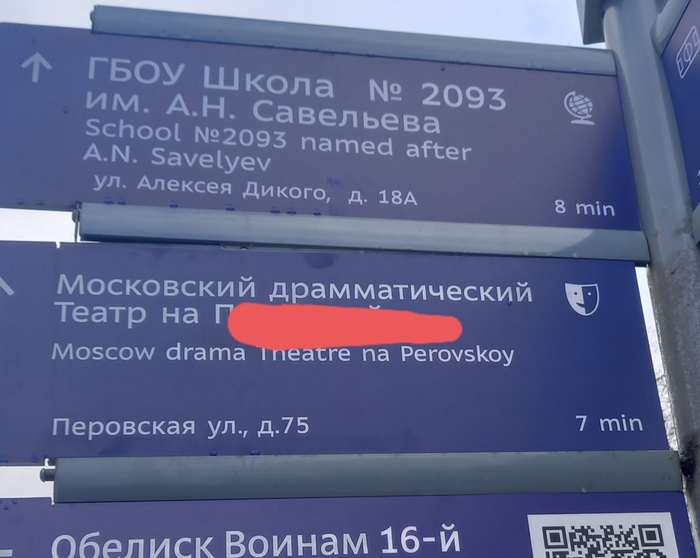 ГБОУ Школа № 2093
им. А.Н. Савельева
School №2093 named after
A.N. Savelyev
ул. Алексея Дикого, д. 18А
8 min
Московский драмматический
Театр на
Moscow drama Theatre na Perovskoy
Перовская ул., д.75
7 min
Обелиск Воинам 16-й